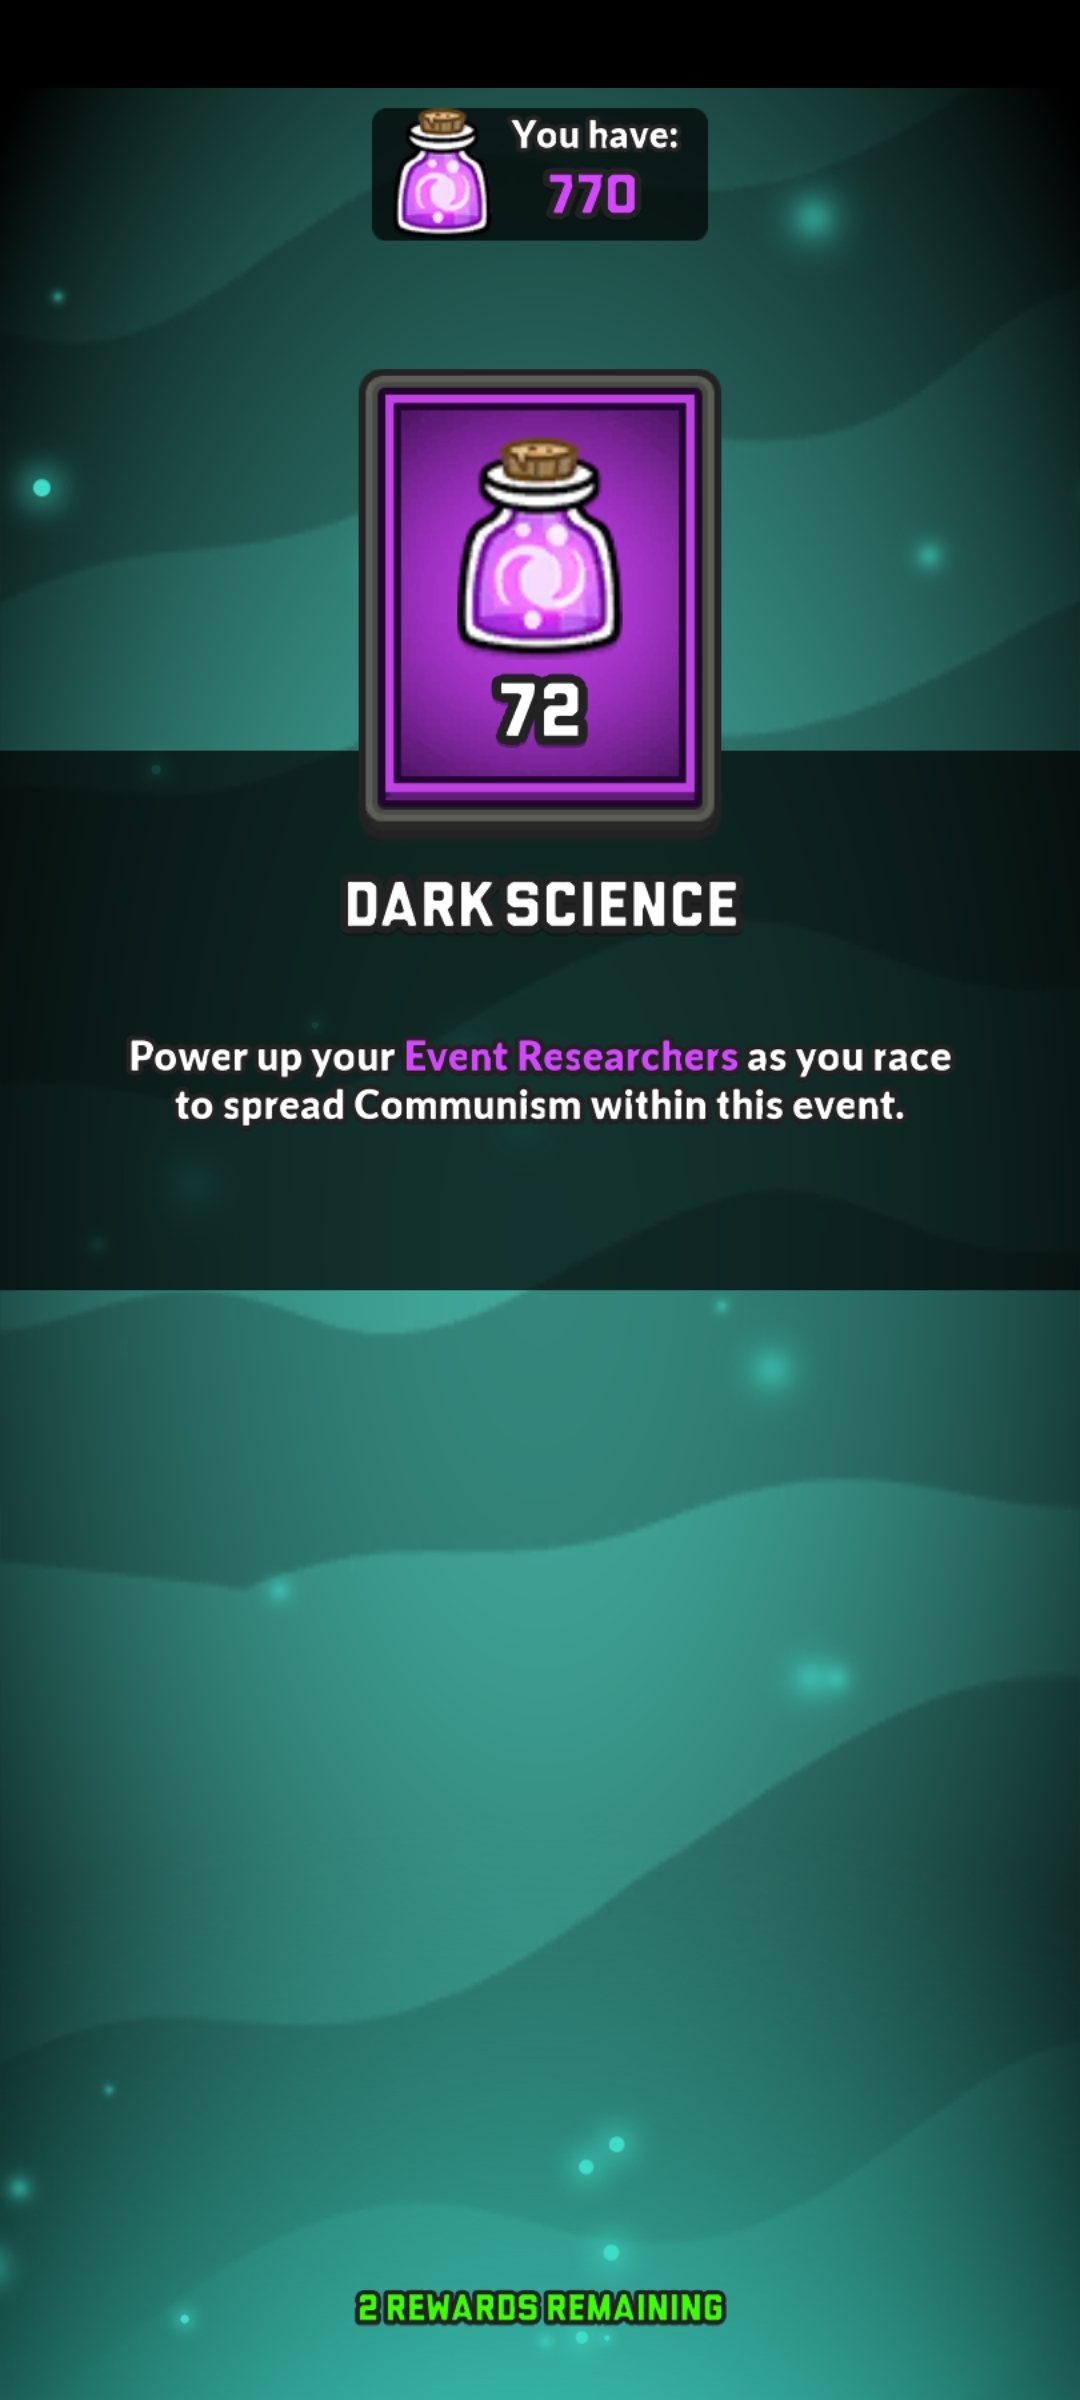 You have:
770
72
DARK SCIENCE
Power up your Event Researchers as you race
to spread Communism within this event.
2 REWARDS REMAINING